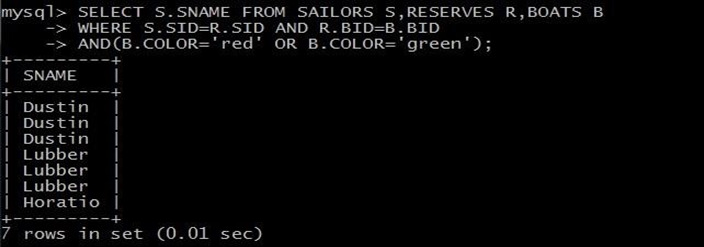 mysql> SELECT S.SNAME FROM SAILORS S,RESERVES R,BOATS B
    -> WHERE S.SID=R.SID AND R.BID=B.BID
    -> AND(B.COLOR='red' OR B.COLOR='green');
+---------+
| SNAME   |
+---------+
| Dustin  |
| Dustin  |
| Dustin  |
| Lubber  |
| Lubber  |
| Lubber  |
| Horatio |
+---------+
7 rows in set (0.01 sec)